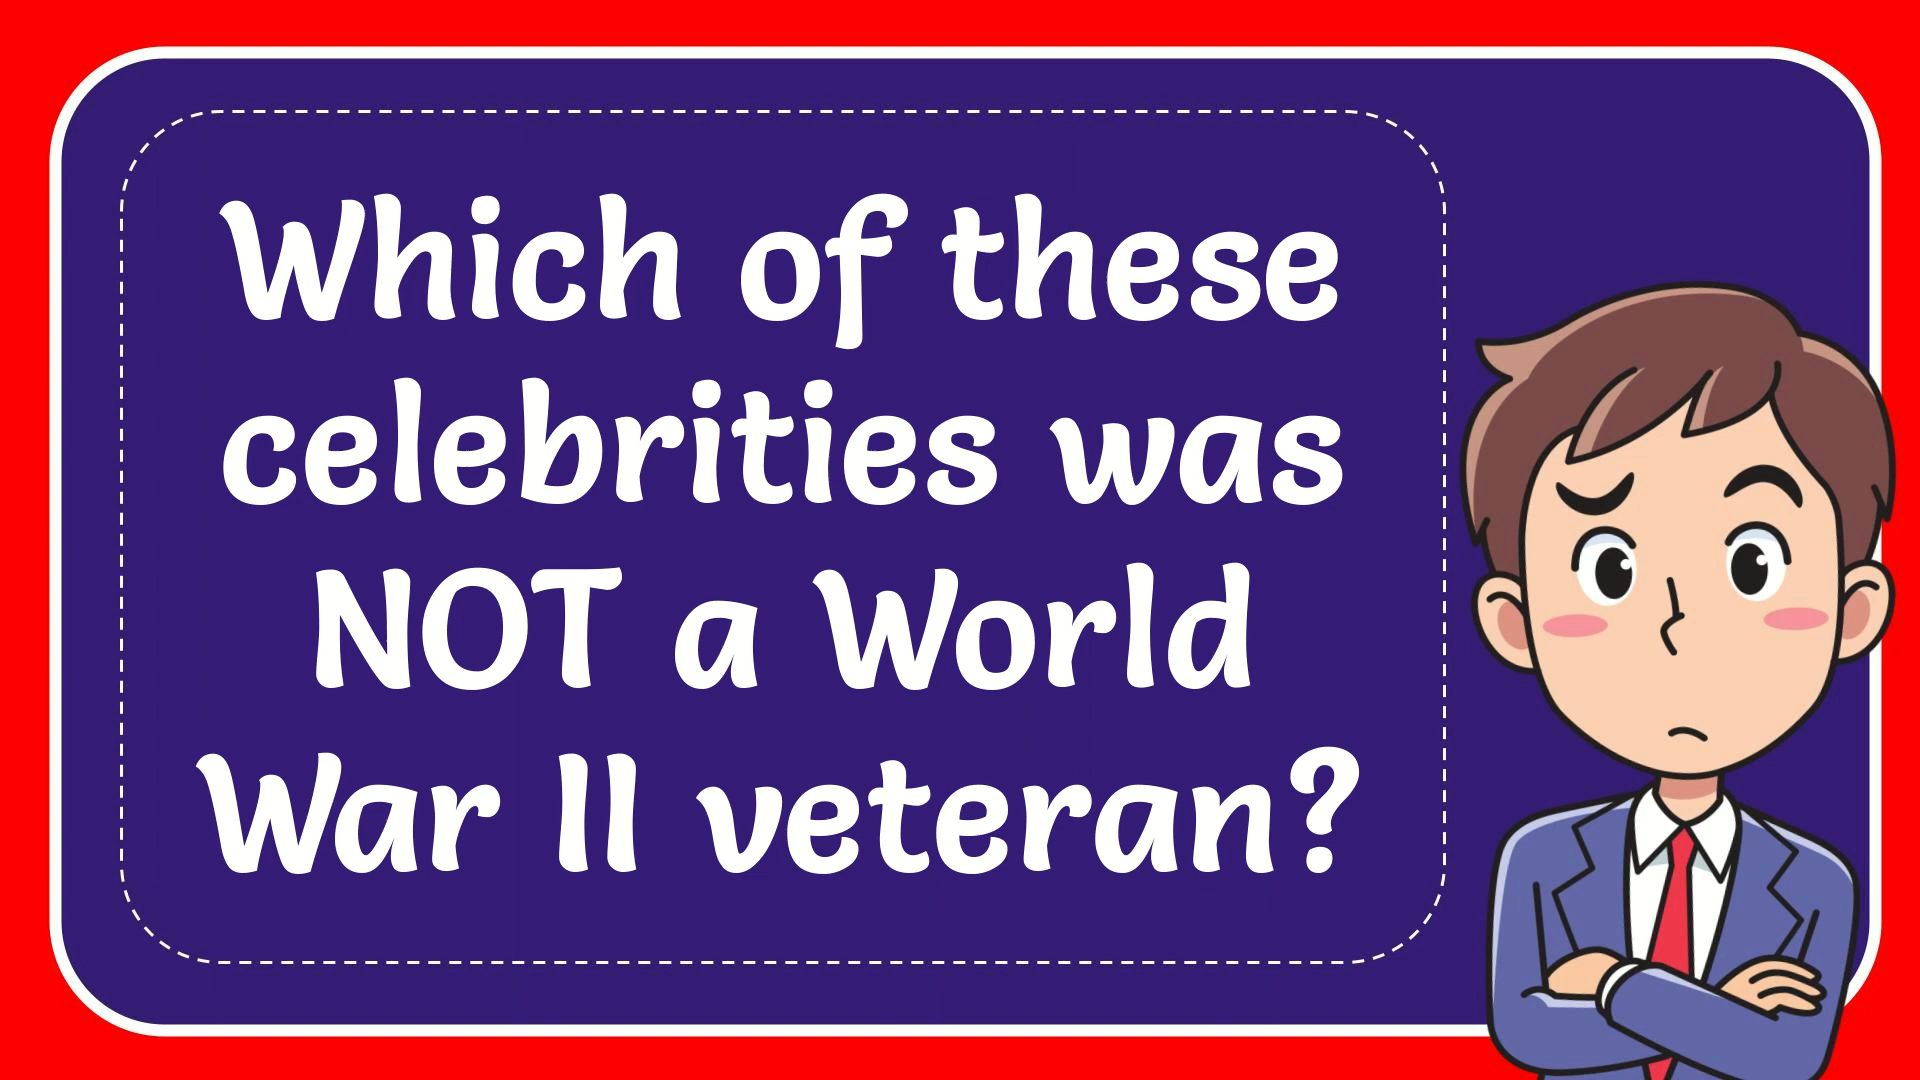 Which of these
celebrities was
NOT a World
War II veteran?